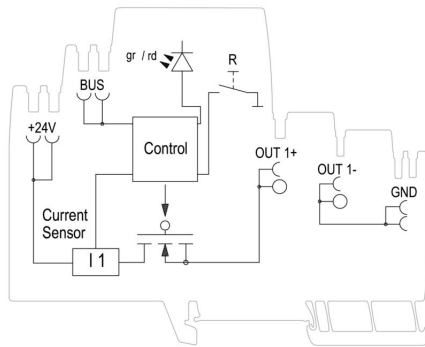 gr / rd
R
BUS
+24V
Control
OUT 1+
OUT 1-
GND
Current
Sensor
I 1